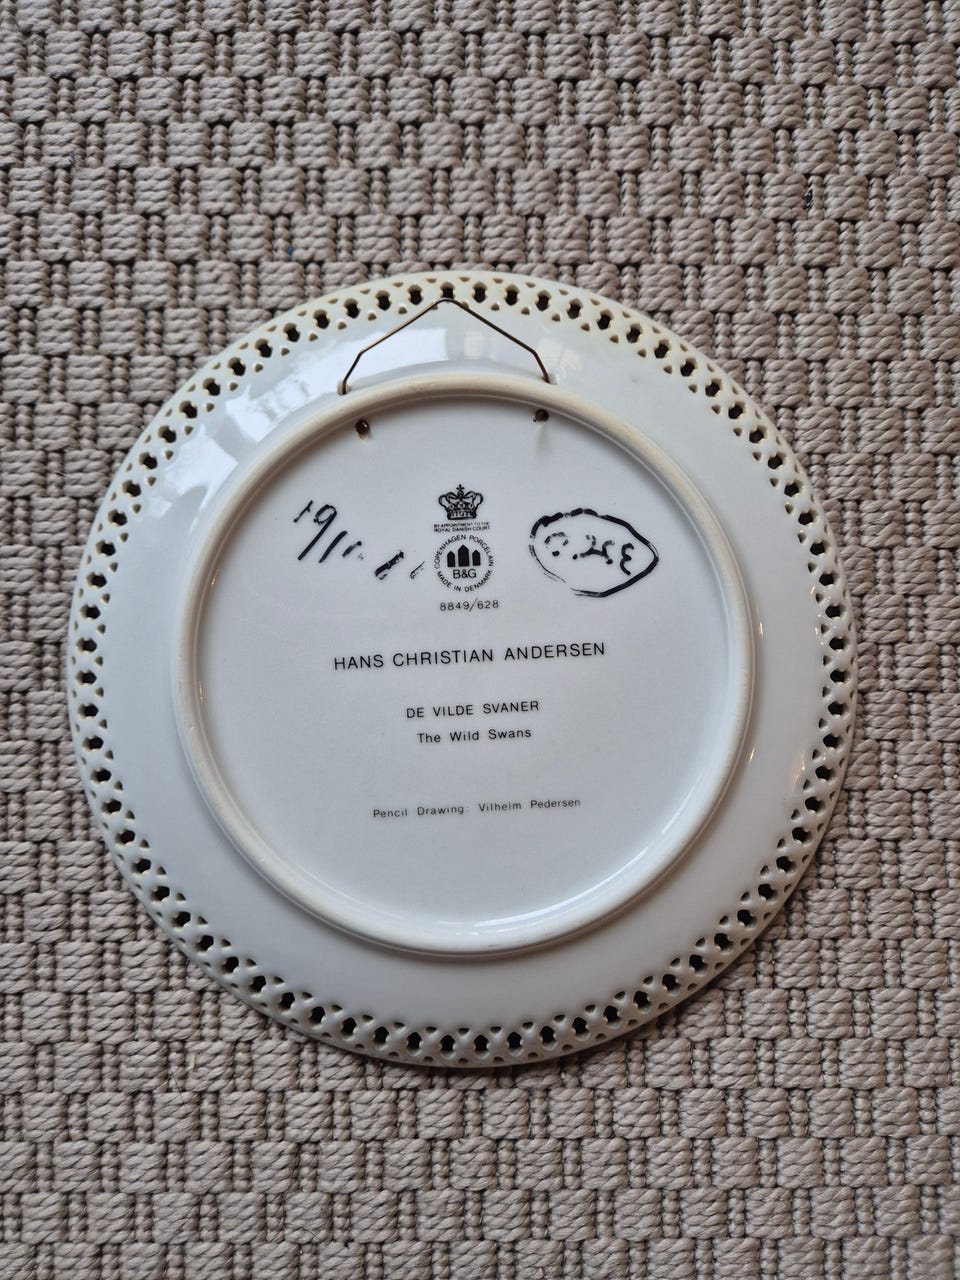 BY APPOINTMENT TO THE
ROYAL DANISH COURT
COPENHAGEN PORCELAIN
B&G
MADE IN DENMARK
8849/628
HANS CHRISTIAN ANDERSEN
DE VILDE SVANER
The Wild Swans
Pencil Drawing: Vilhelm Pedersen